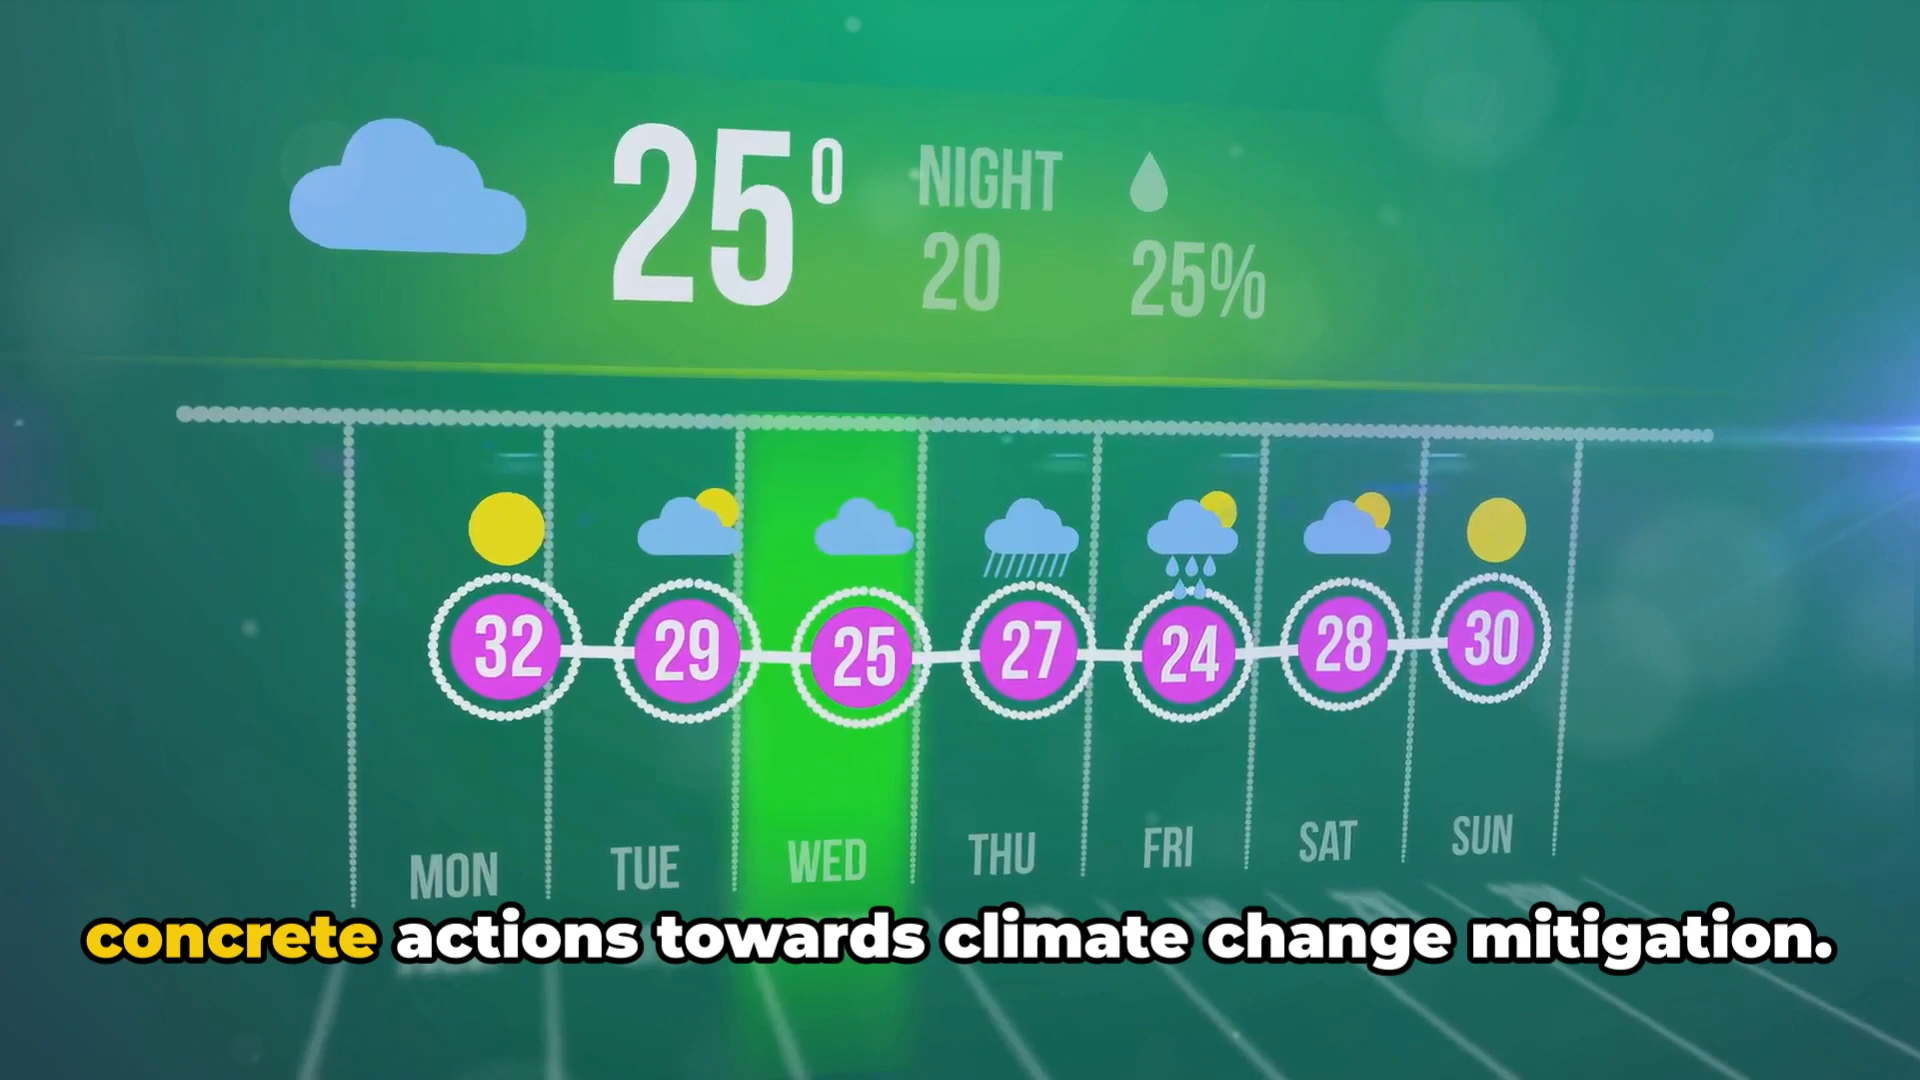 25° NIGHT
20 25%
32 29 25 27 24 28 30
MON TUE WED THU FRI SAT SUN
concrete actions towards climate change mitigation.